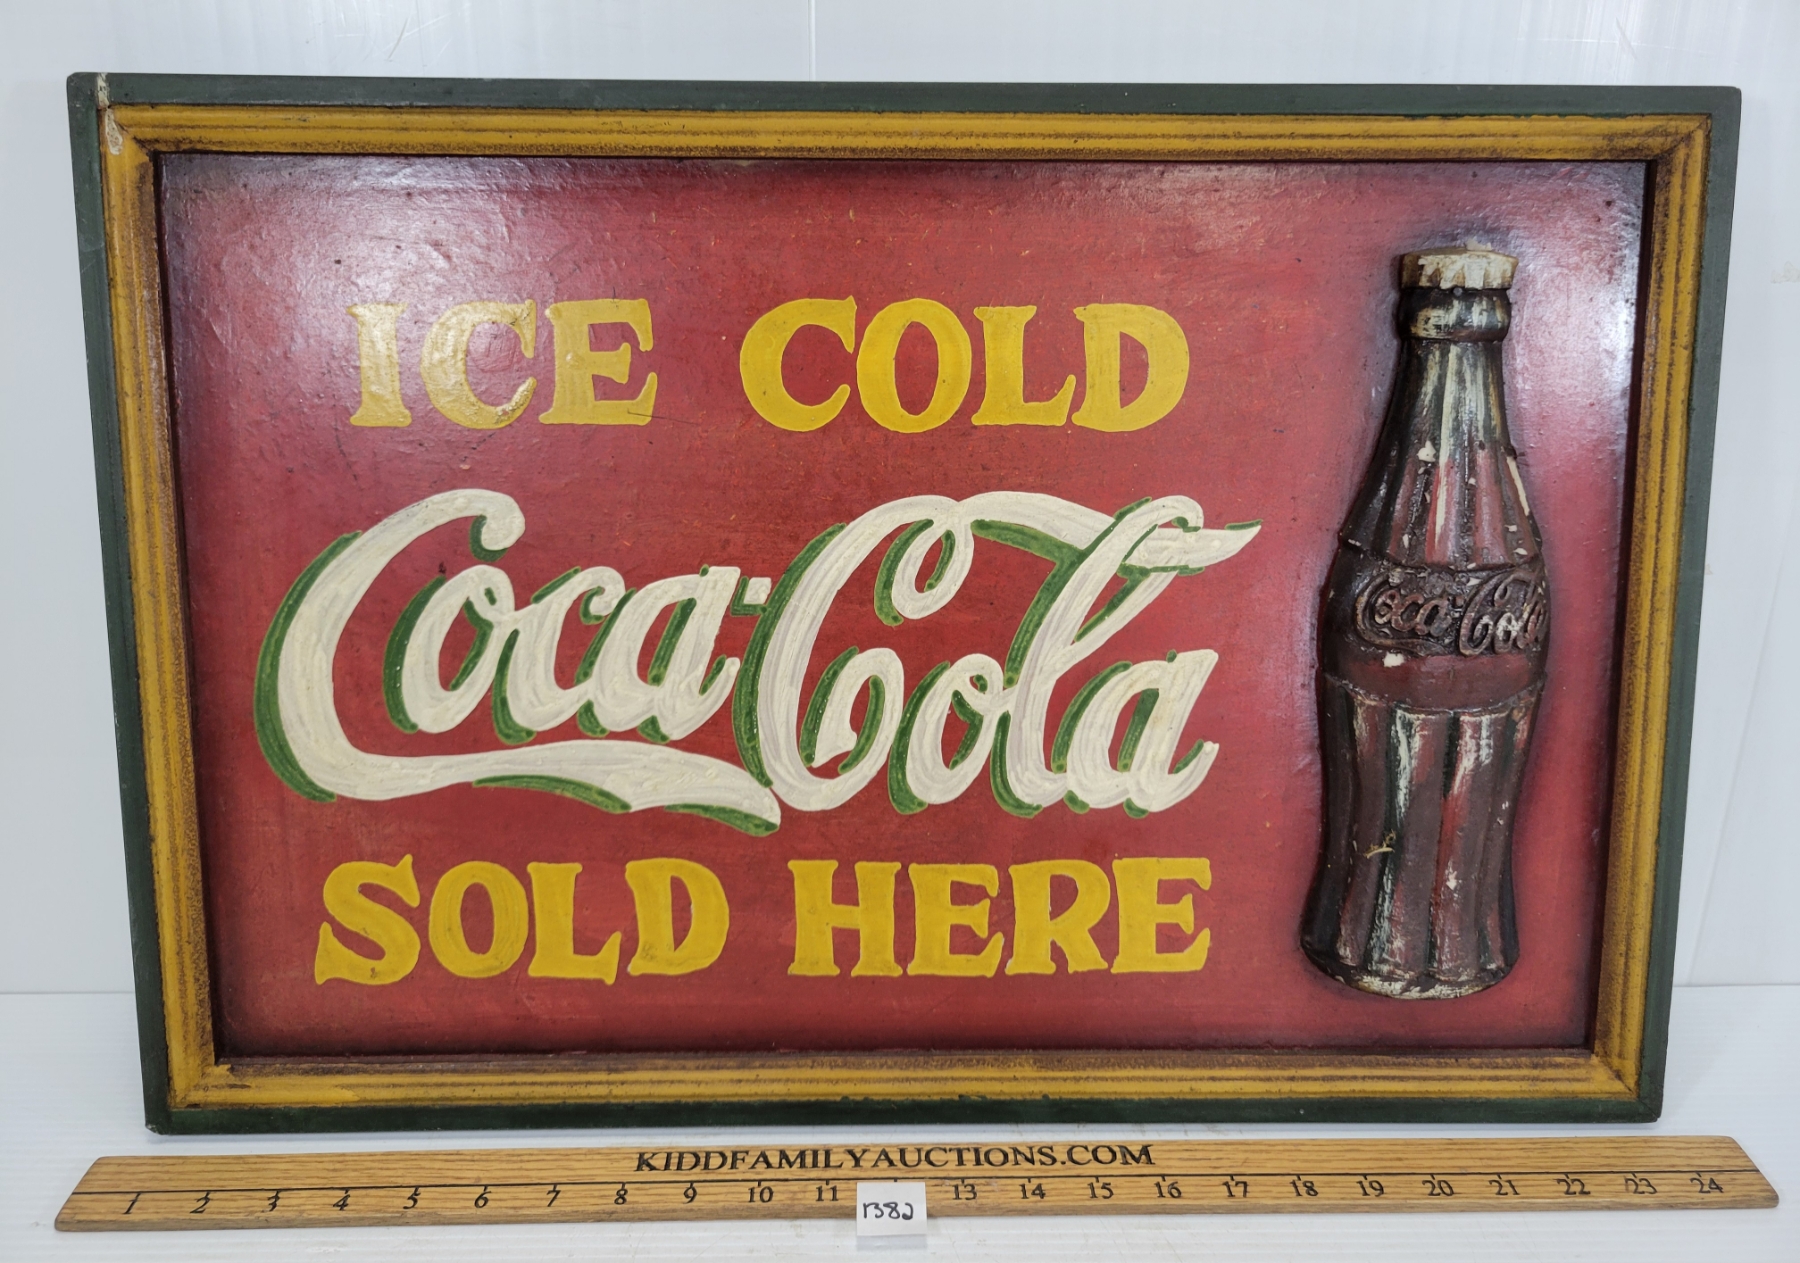 ICE COLD
Coca-Cola
Coca-Cola
SOLD HERE
KIDDFAMILYAUCTIONS.COM
1 2 3 4 5 6 7 8 9 10 11 13 14 15 16 17 18 19 20 21 22 23 24
1382